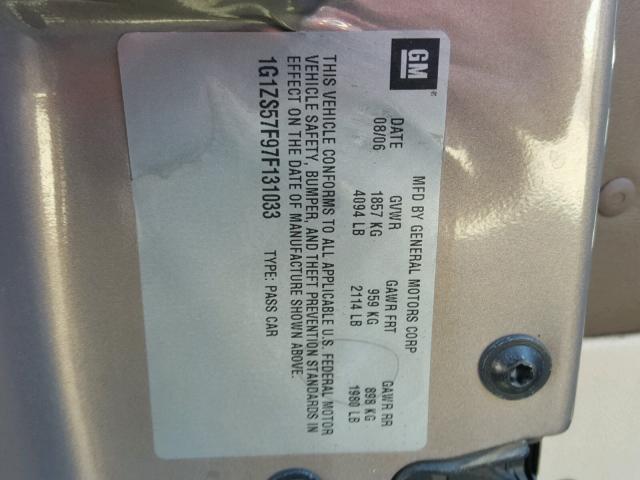 GM
MFD BY GENERAL MOTORS CORP
DATE GVWR GAWR FRT GAWR RR
08/06 1857 KG 959 KG 898 KG
4094 LB 2114 LB 1980 LB
THIS VEHICLE CONFORMS TO ALL APPLICABLE U.S. FEDERAL MOTOR
VEHICLE SAFETY, BUMPER, AND THEFT PREVENTION STANDARDS IN
EFFECT ON THE DATE OF MANUFACTURE SHOWN ABOVE.
1G1ZS57F97F131033 TYPE: PASS CAR